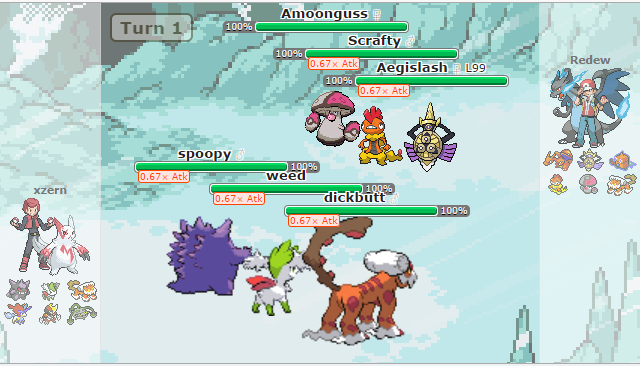 Turn 1
Amoonguss ♂
100%
Scrafty ♂
100%
0.67× Atk
Aegislash ♂ L99
100%
0.67× Atk
Redew
spoopy ♂
100%
0.67× Atk
weed
100%
0.67× Atk
dickbutt ♂
100%
0.67× Atk
xzern